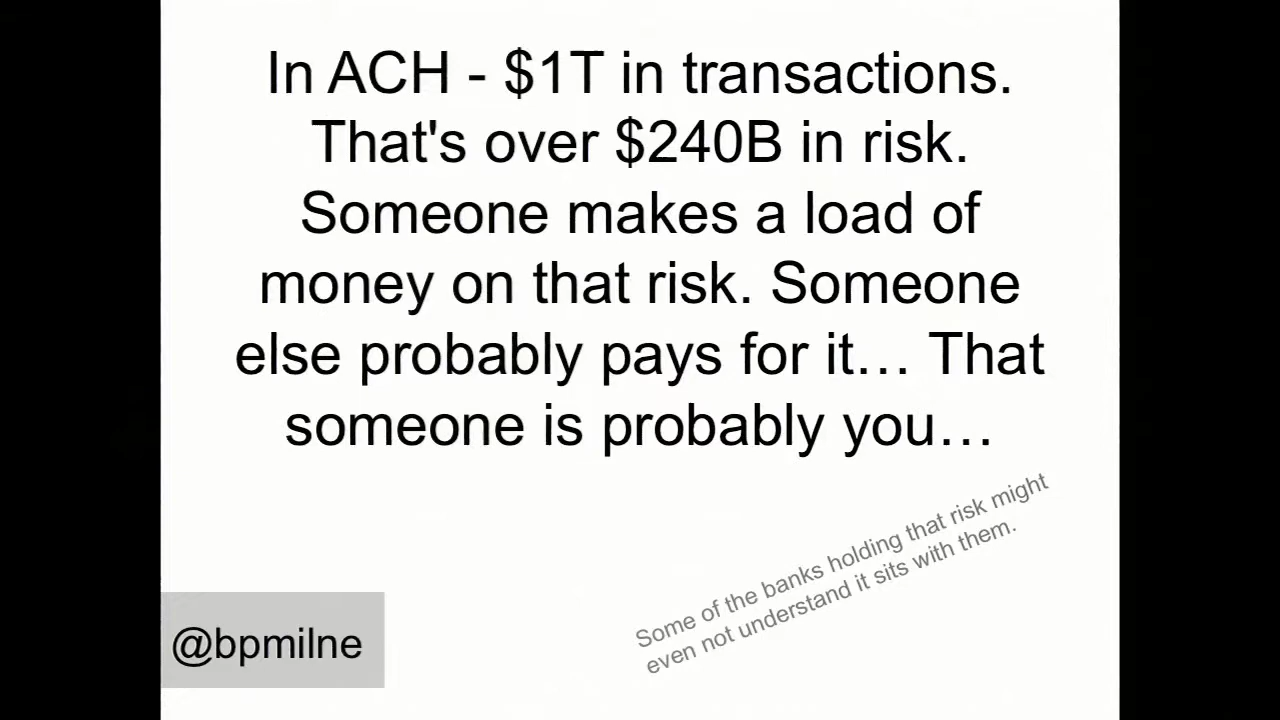 In ACH - $1T in transactions.
That's over $240B in risk.
Someone makes a load of
money on that risk. Someone
else probably pays for it… That
someone is probably you…
Some of the banks holding that risk might
even not understand it sits with them.
@bpmilne